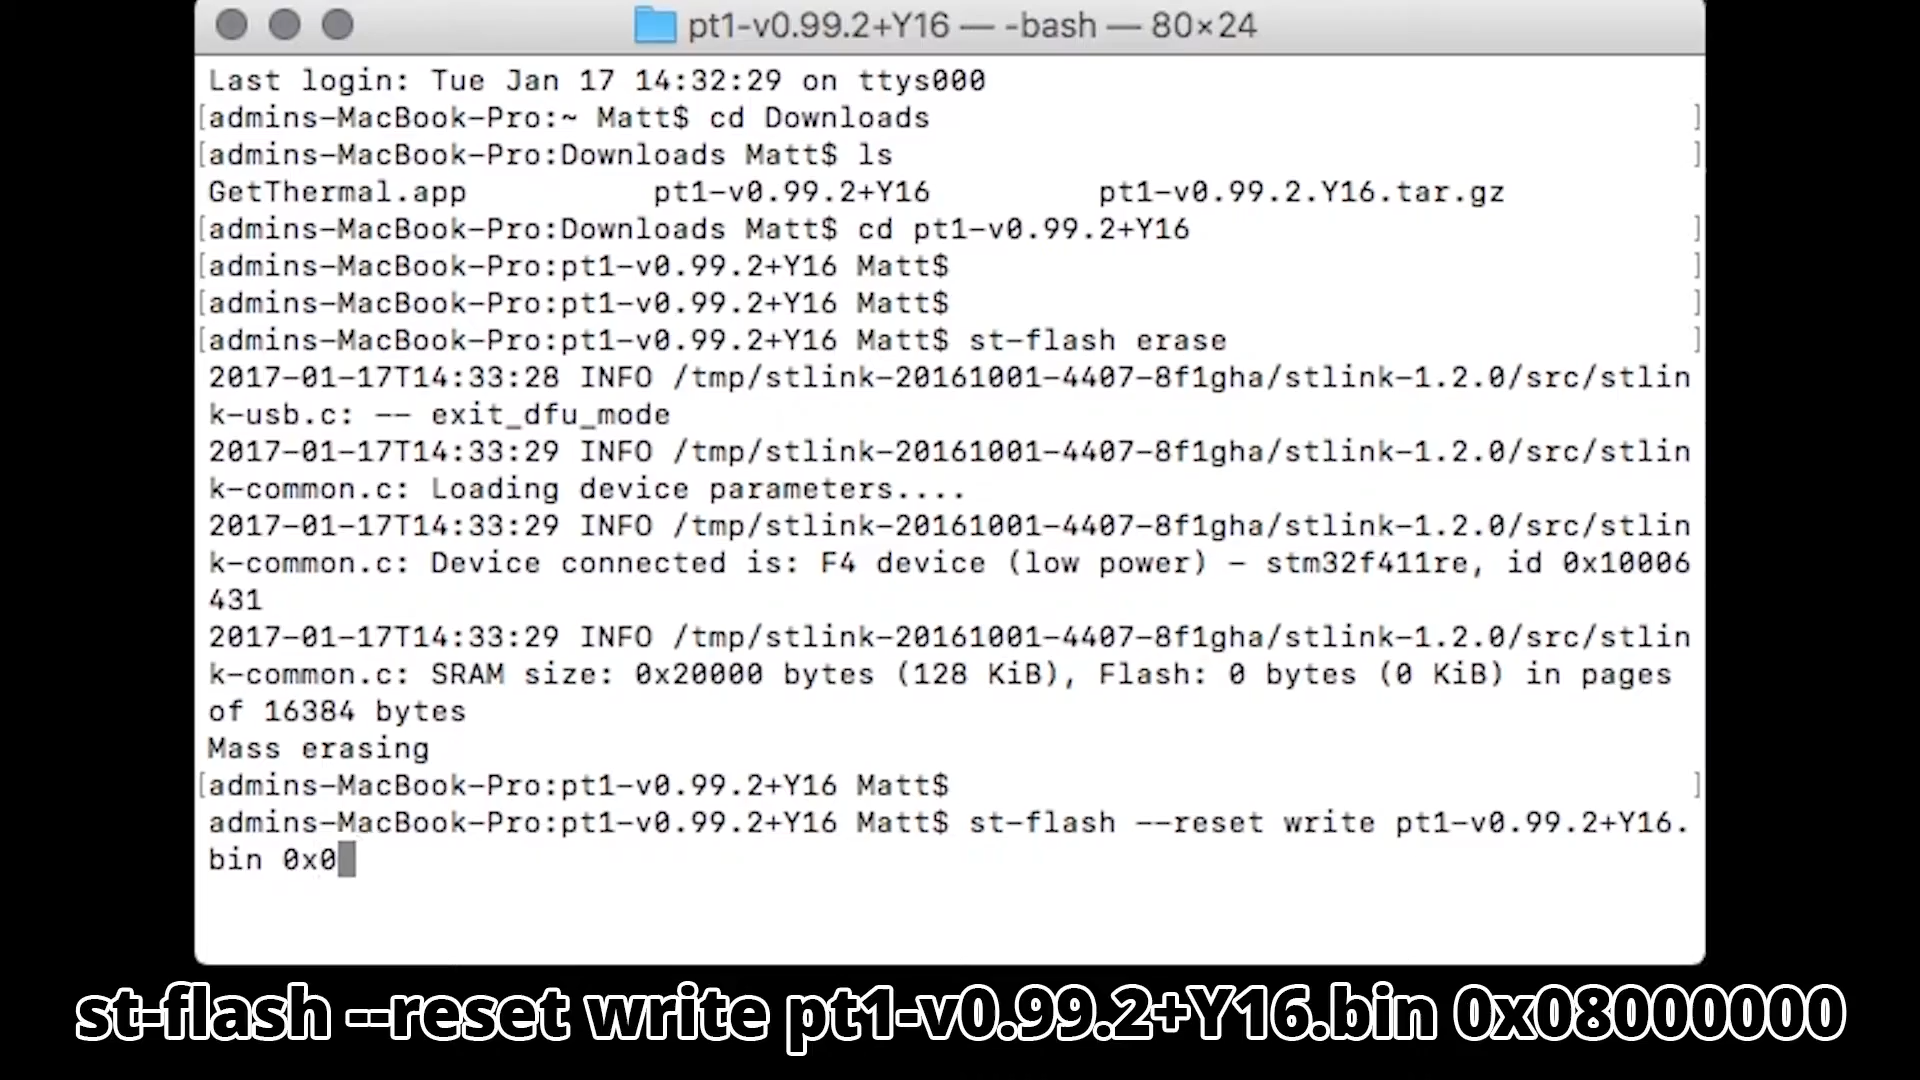 pt1-v0.99.2+Y16 — -bash — 80×24
Last login: Tue Jan 17 14:32:29 on ttys000
[admins-MacBook-Pro:~ Matt$ cd Downloads ]
[admins-MacBook-Pro:Downloads Matt$ ls ]
GetThermal.app pt1-v0.99.2+Y16 pt1-v0.99.2.Y16.tar.gz
[admins-MacBook-Pro:Downloads Matt$ cd pt1-v0.99.2+Y16 ]
[admins-MacBook-Pro:pt1-v0.99.2+Y16 Matt$ ]
[admins-MacBook-Pro:pt1-v0.99.2+Y16 Matt$ ]
[admins-MacBook-Pro:pt1-v0.99.2+Y16 Matt$ st-flash erase ]
2017-01-17T14:33:28 INFO /tmp/stlink-20161001-4407-8f1gha/stlink-1.2.0/src/stlin
k-usb.c: -- exit_dfu_mode
2017-01-17T14:33:29 INFO /tmp/stlink-20161001-4407-8f1gha/stlink-1.2.0/src/stlin
k-common.c: Loading device parameters....
2017-01-17T14:33:29 INFO /tmp/stlink-20161001-4407-8f1gha/stlink-1.2.0/src/stlin
k-common.c: Device connected is: F4 device (low power) - stm32f411re, id 0x10006
431
2017-01-17T14:33:29 INFO /tmp/stlink-20161001-4407-8f1gha/stlink-1.2.0/src/stlin
k-common.c: SRAM size: 0x20000 bytes (128 KiB), Flash: 0 bytes (0 KiB) in pages
of 16384 bytes
Mass erasing
[admins-MacBook-Pro:pt1-v0.99.2+Y16 Matt$ ]
admins-MacBook-Pro:pt1-v0.99.2+Y16 Matt$ st-flash --reset write pt1-v0.99.2+Y16.
bin 0x0
st-flash --reset write pt1-v0.99.2+Y16.bin 0x08000000